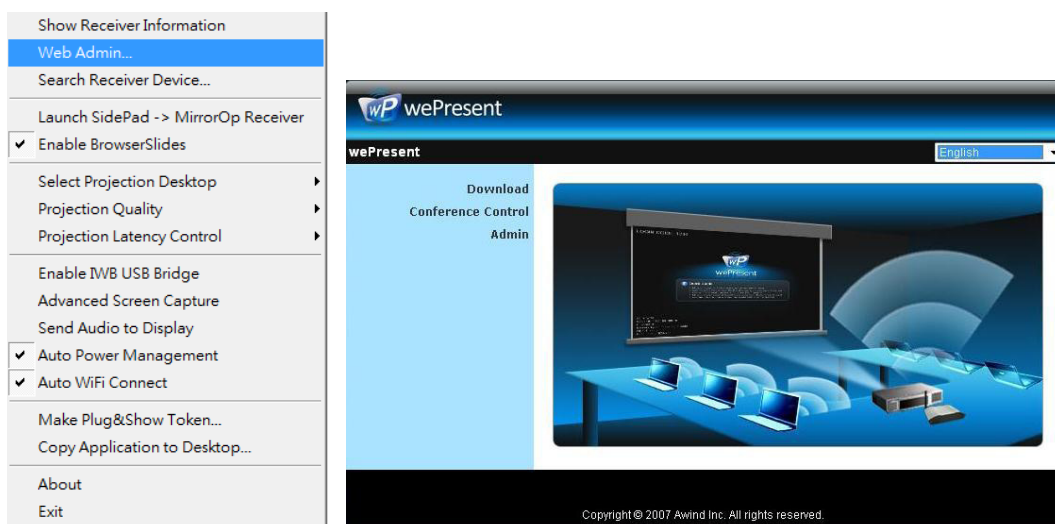 Show Receiver Information
Web Admin...
Search Receiver Device...
Launch SidePad -> MirrorOp Receiver
Enable BrowserSlides
Select Projection Desktop
Projection Quality
Projection Latency Control
Enable IWB USB Bridge
Advanced Screen Capture
Send Audio to Display
Auto Power Management
Auto WiFi Connect
Make Plug&Show Token...
Copy Application to Desktop...
About
Exit
wP wePresent
wePresent
English
Download
Conference Control
Admin
wP
wePresent
Copyright © 2007 Awind Inc. All rights reserved.